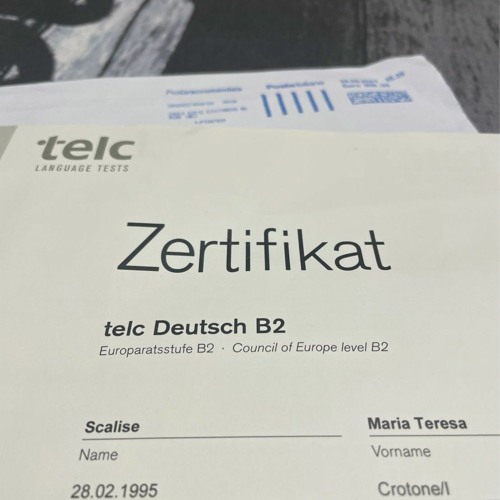 Postraccomandata
telc
LANGUAGE TESTS
Zertifikat
telc Deutsch B2
Europaratsstufe B2 · Council of Europe level B2
Scalise Maria Teresa
Name Vorname
28.02.1995 Crotone/I